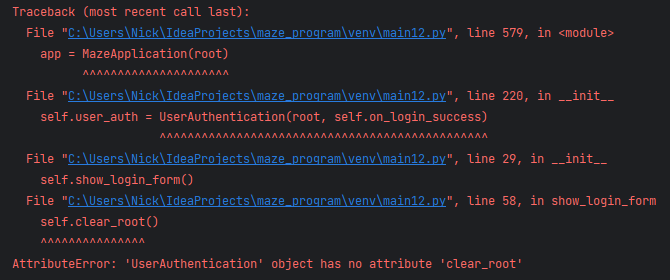 Traceback (most recent call last):
  File "C:\Users\Nick\IdeaProjects\maze_program\venv\main12.py", line 579, in <module>
    app = MazeApplication(root)
          ^^^^^^^^^^^^^^^^^^^^^
  File "C:\Users\Nick\IdeaProjects\maze_program\venv\main12.py", line 220, in __init__
    self.user_auth = UserAuthentication(root, self.on_login_success)
                     ^^^^^^^^^^^^^^^^^^^^^^^^^^^^^^^^^^^^^^^^^^^^^^^
  File "C:\Users\Nick\IdeaProjects\maze_program\venv\main12.py", line 29, in __init__
    self.show_login_form()
  File "C:\Users\Nick\IdeaProjects\maze_program\venv\main12.py", line 58, in show_login_form
    self.clear_root()
    ^^^^^^^^^^^^^^^
AttributeError: 'UserAuthentication' object has no attribute 'clear_root'